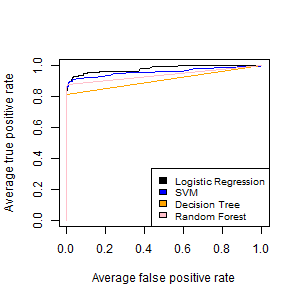 Average true positive rate
1.0
0.8
0.6
0.4
0.2
0.0
Logistic Regression
SVM
Decision Tree
Random Forest
0.0 0.2 0.4 0.6 0.8 1.0
Average false positive rate